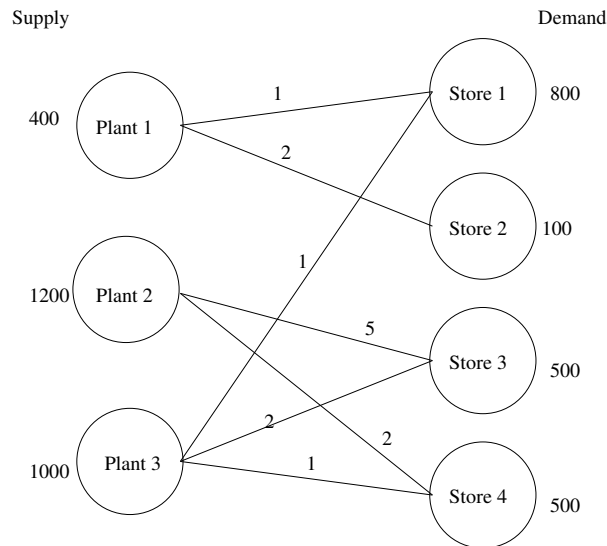 Supply
Demand
400
Plant 1
1
Store 1
800
2
Store 2
100
1
1200
Plant 2
5
Store 3
500
2
2
1000
Plant 3
1
Store 4
500